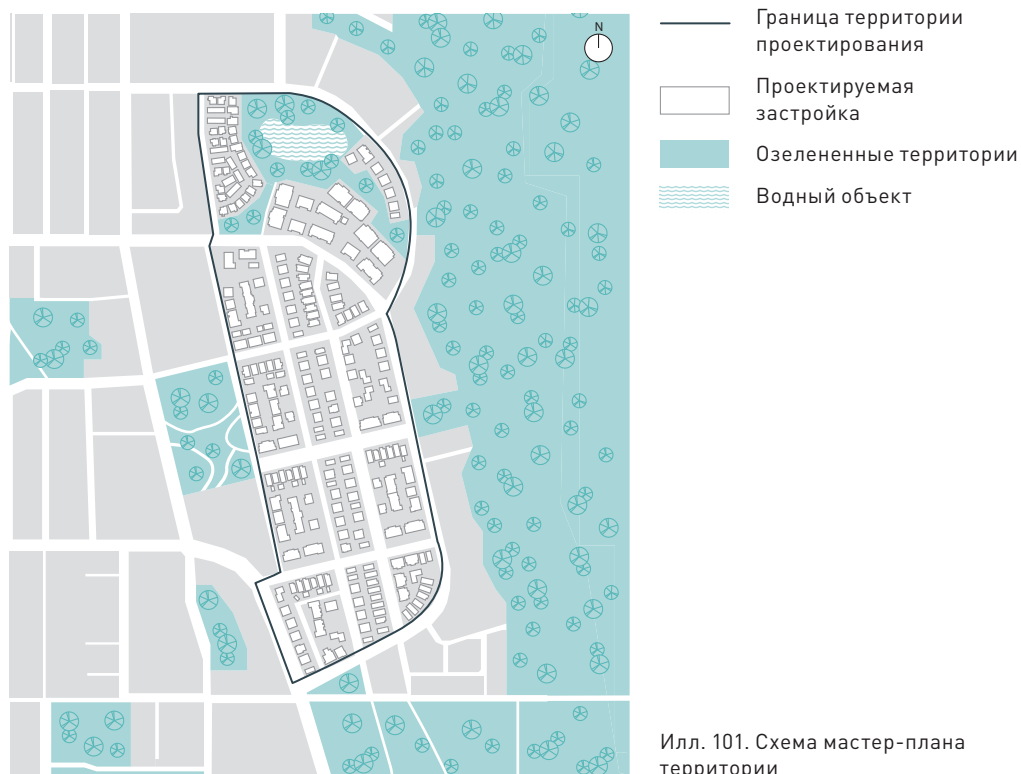 N
Граница территории
проектирования
Проектируемая
застройка
Озелененные территории
Водный объект
Илл. 101. Схема мастер-плана
территории